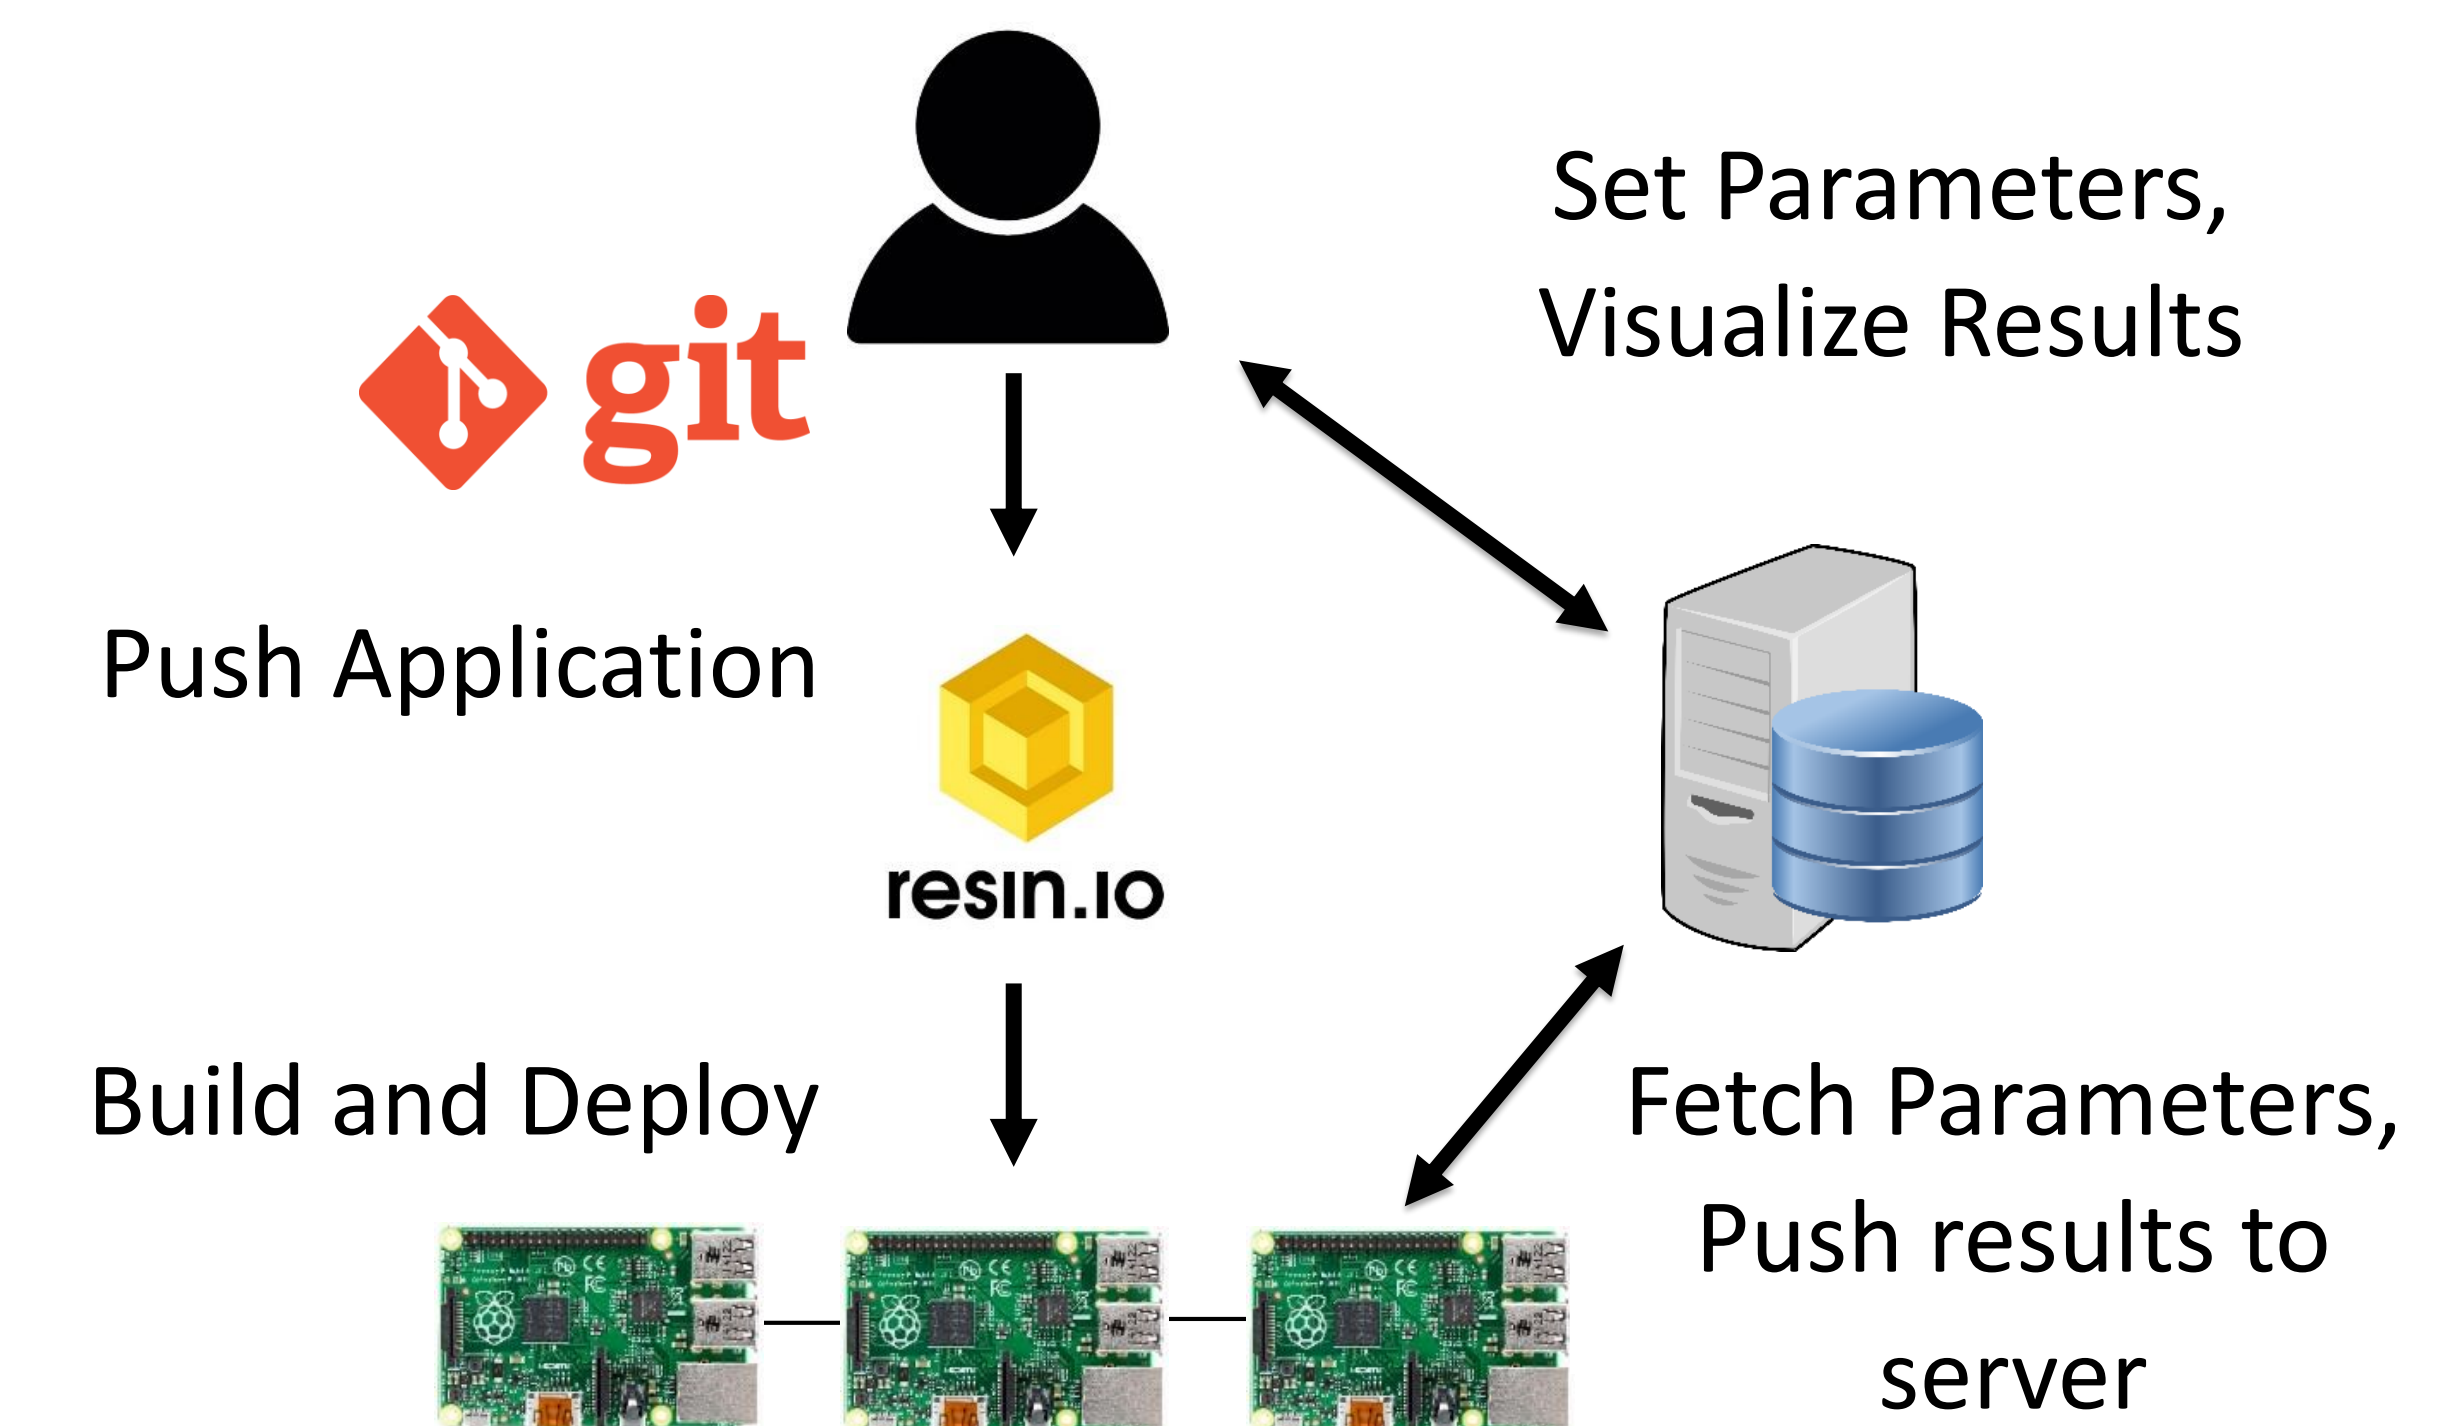 Set Parameters,
Visualize Results
git
Push Application
resin.io
Build and Deploy
Fetch Parameters,
Push results to
server